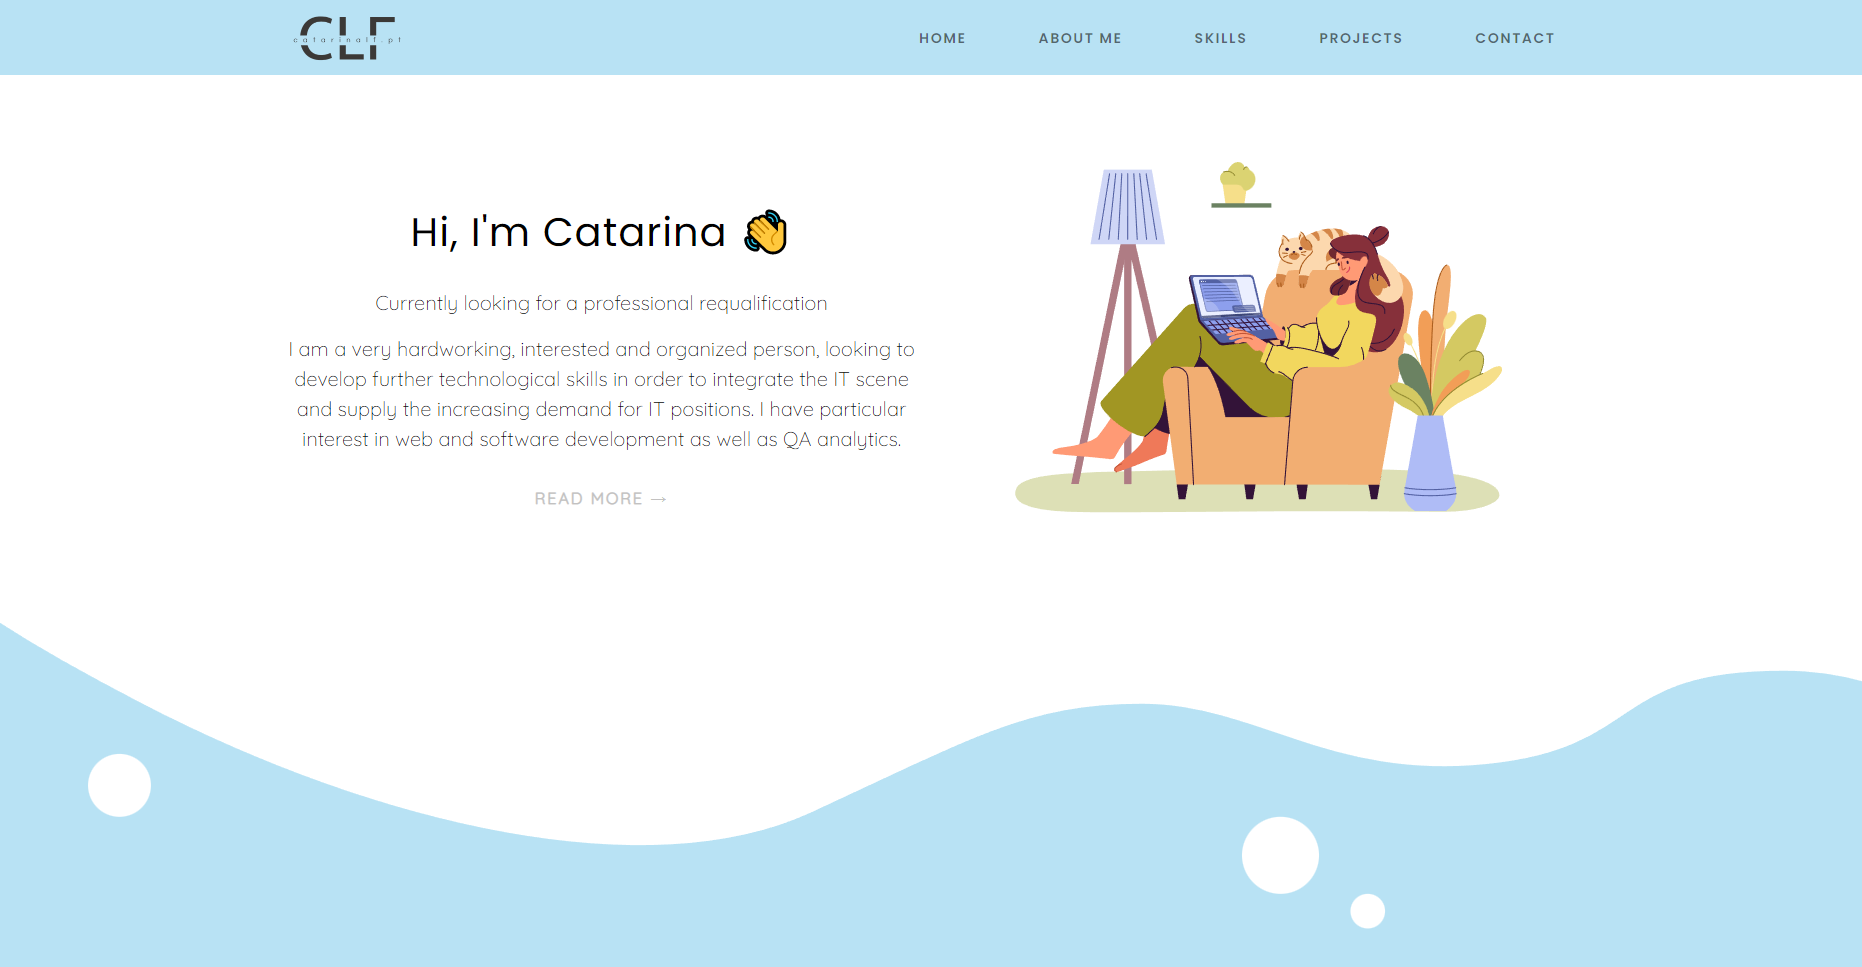 CLF
catarinalf.pt
HOME
ABOUT ME
SKILLS
PROJECTS
CONTACT
Hi, I'm Catarina 👋
Currently looking for a professional requalification
I am a very hardworking, interested and organized person, looking to
develop further technological skills in order to integrate the IT scene
and supply the increasing demand for IT positions. I have particular
interest in web and software development as well as QA analytics.
READ MORE →